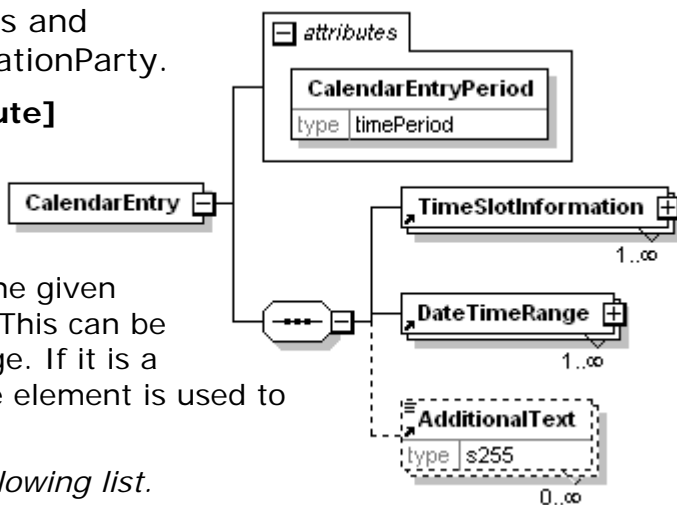 s and
ationParty.
ute]
ne given
This can be
ge. If it is a
e element is used to
lowing list.
attributes
CalendarEntryPeriod
type timePeriod
CalendarEntry
TimeSlotInformation
1..∞
DateTimeRange
1..∞
AdditionalText
type s255
0..∞